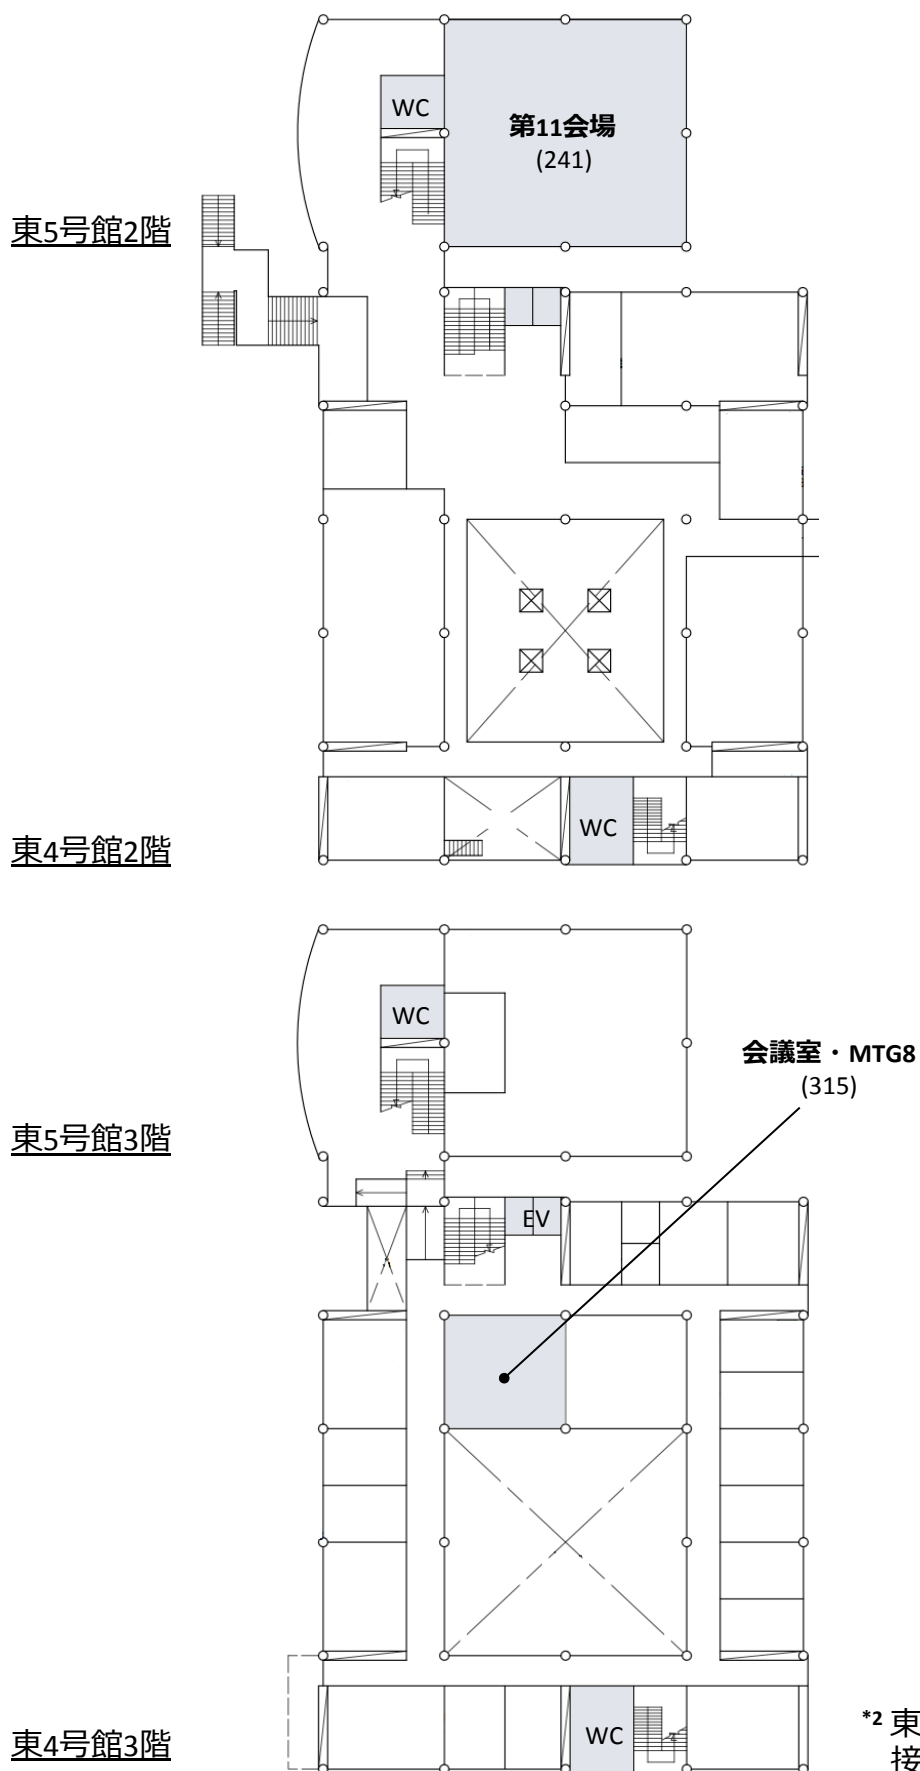 WC
第11会場
(241)
東5号館2階
WC
東4号館2階
WC
会議室・MTG8
(315)
東5号館3階
EV
WC
東4号館3階
*2 東
接